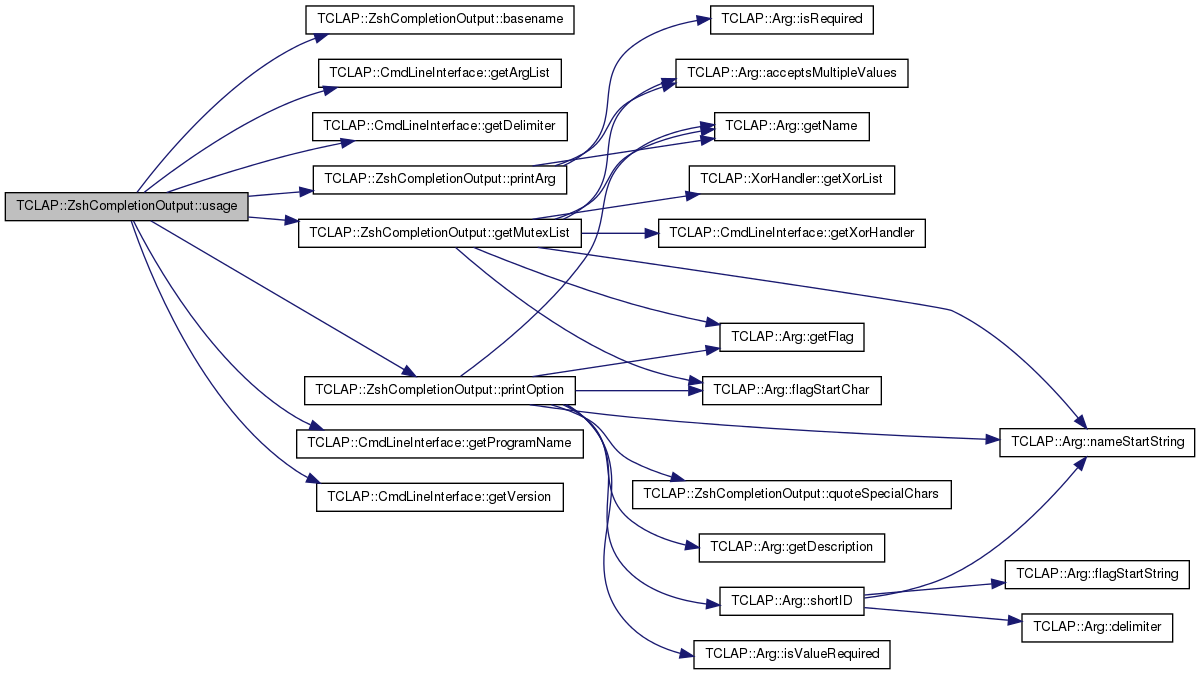 TCLAP::ZshCompletionOutput::usage
TCLAP::ZshCompletionOutput::basename
TCLAP::CmdLineInterface::getArgList
TCLAP::CmdLineInterface::getDelimiter
TCLAP::ZshCompletionOutput::printArg
TCLAP::ZshCompletionOutput::getMutexList
TCLAP::ZshCompletionOutput::printOption
TCLAP::CmdLineInterface::getProgramName
TCLAP::CmdLineInterface::getVersion
TCLAP::Arg::isRequired
TCLAP::Arg::acceptsMultipleValues
TCLAP::Arg::getName
TCLAP::XorHandler::getXorList
TCLAP::CmdLineInterface::getXorHandler
TCLAP::Arg::getFlag
TCLAP::Arg::flagStartChar
TCLAP::ZshCompletionOutput::quoteSpecialChars
TCLAP::Arg::getDescription
TCLAP::Arg::shortID
TCLAP::Arg::isValueRequired
TCLAP::Arg::nameStartString
TCLAP::Arg::flagStartString
TCLAP::Arg::delimiter